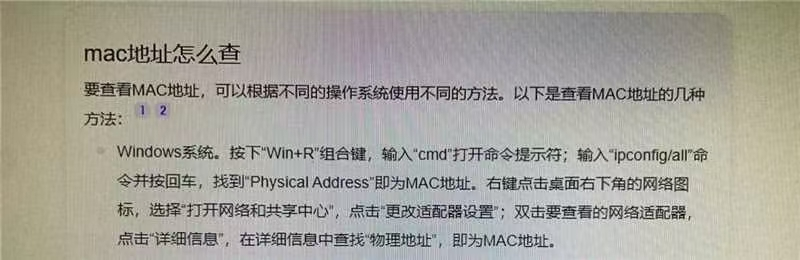 mac地址怎么查
要查看MAC地址，可以根据不同的操作系统使用不同的方法。以下是查看MAC地址的几种
方法： 1 2
Windows系统。按下“Win+R”组合键，输入“cmd”打开命令提示符；输入“ipconfig/all”命
令并按回车，找到“Physical Address”即为MAC地址。右键点击桌面右下角的网络图
标，选择“打开网络和共享中心”，点击“更改适配器设置”；双击要查看的网络适配器，
点击“详细信息”，在详细信息中查找“物理地址”，即为MAC地址。